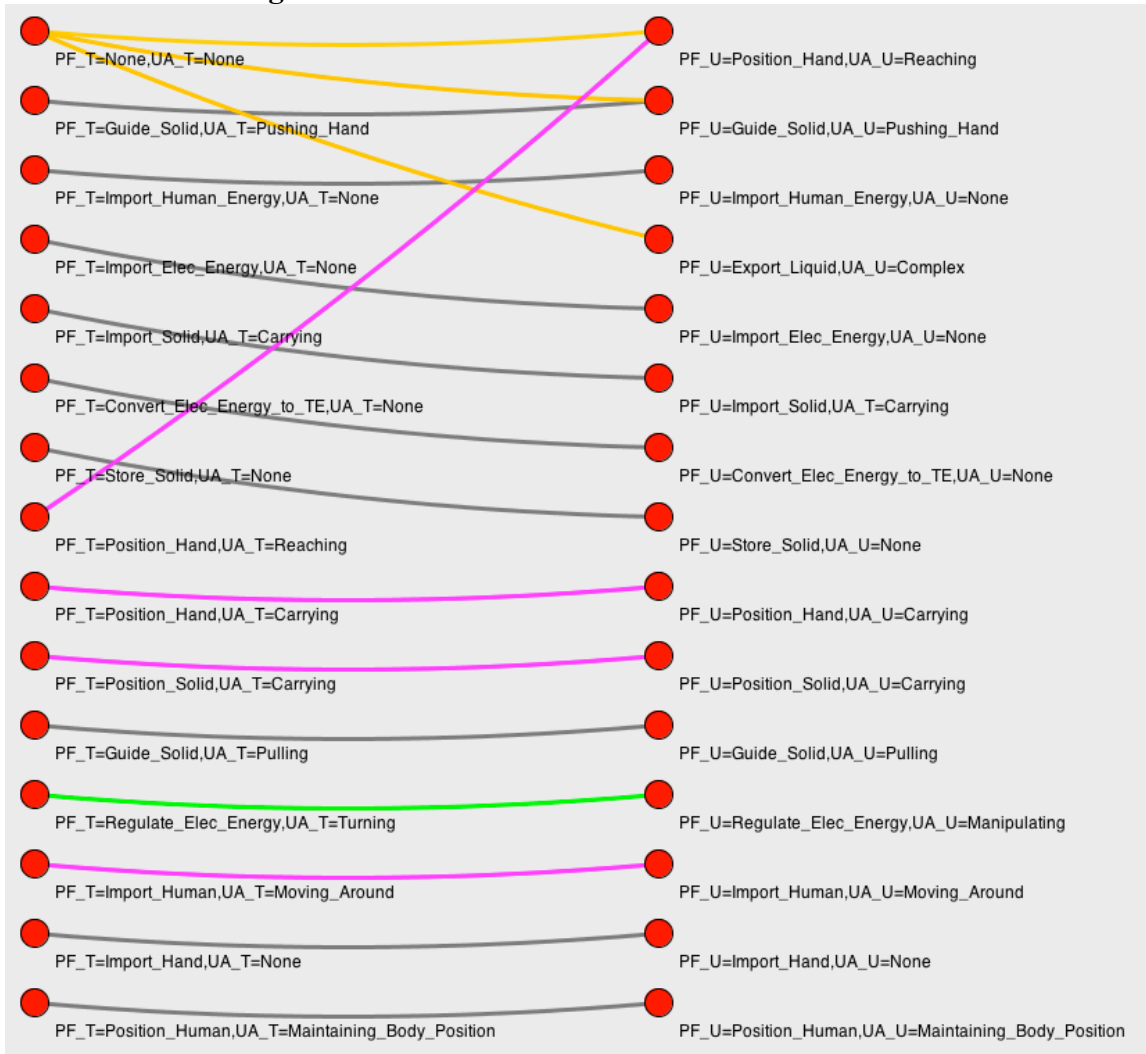 PF_T=None,UA_T=None
PF_U=Position_Hand,UA_U=Reaching
PF_T=Guide_Solid,UA_T=Pushing_Hand
PF_U=Guide_Solid,UA_U=Pushing_Hand
PF_T=Import_Human_Energy,UA_T=None
PF_U=Import_Human_Energy,UA_U=None
PF_T=Import_Elec_Energy,UA_T=None
PF_U=Export_Liquid,UA_U=Complex
PF_T=Import_Solid,UA_T=Carrying
PF_U=Import_Elec_Energy,UA_U=None
PF_T=Convert_Elec_Energy_to_TE,UA_T=None
PF_U=Import_Solid,UA_T=Carrying
PF_T=Store_Solid,UA_T=None
PF_U=Convert_Elec_Energy_to_TE,UA_U=None
PF_T=Position_Hand,UA_T=Reaching
PF_U=Store_Solid,UA_U=None
PF_T=Position_Hand,UA_T=Carrying
PF_U=Position_Hand,UA_U=Carrying
PF_T=Position_Solid,UA_T=Carrying
PF_U=Position_Solid,UA_U=Carrying
PF_T=Guide_Solid,UA_T=Pulling
PF_U=Guide_Solid,UA_U=Pulling
PF_T=Regulate_Elec_Energy,UA_T=Turning
PF_U=Regulate_Elec_Energy,UA_U=Manipulating
PF_T=Import_Human,UA_T=Moving_Around
PF_U=Import_Human,UA_U=Moving_Around
PF_T=Import_Hand,UA_T=None
PF_U=Import_Hand,UA_U=None
PF_T=Position_Human,UA_T=Maintaining_Body_Position
PF_U=Position_Human,UA_U=Maintaining_Body_Position